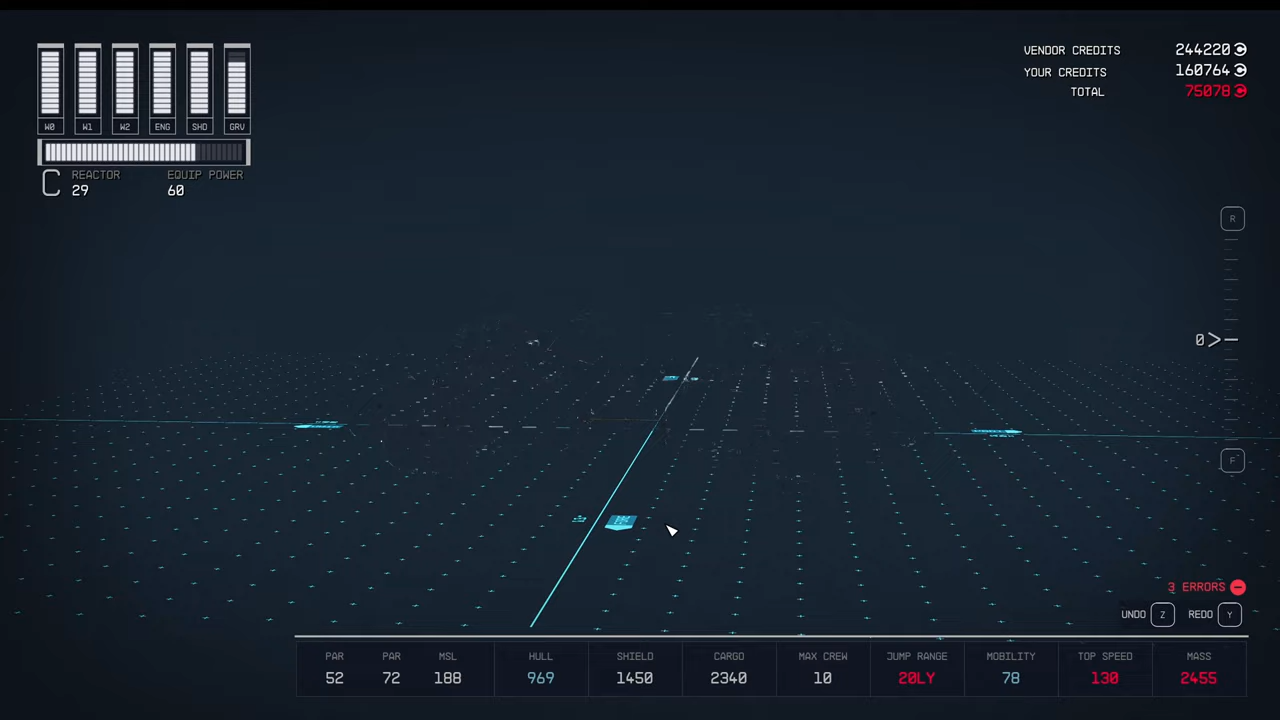 VENDOR CREDITS 244220
YOUR CREDITS 160764
TOTAL 75078
W0 W1 W2 ENG SHD GRV
C REACTOR EQUIP POWER
29 60
R
0
F
3 ERRORS
UNDO Z REDO Y
PAR PAR MSL HULL SHIELD CARGO MAX CREW JUMP RANGE MOBILITY TOP SPEED MASS
52 72 188 969 1450 2340 10 20LY 78 130 2455